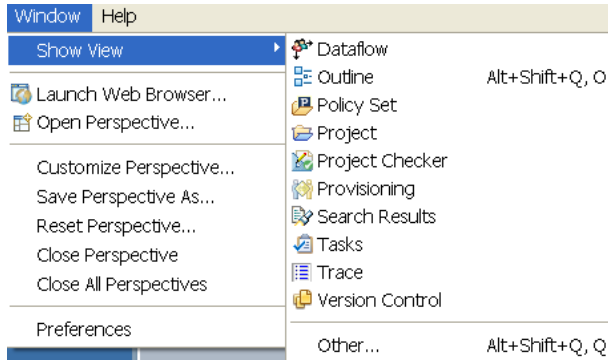 Window Help
Show View
Launch Web Browser...
Open Perspective...
Customize Perspective...
Save Perspective As...
Reset Perspective...
Close Perspective
Close All Perspectives
Preferences
Dataflow
Outline Alt+Shift+Q, O
Policy Set
Project
Project Checker
Provisioning
Search Results
Tasks
Trace
Version Control
Other... Alt+Shift+Q, Q